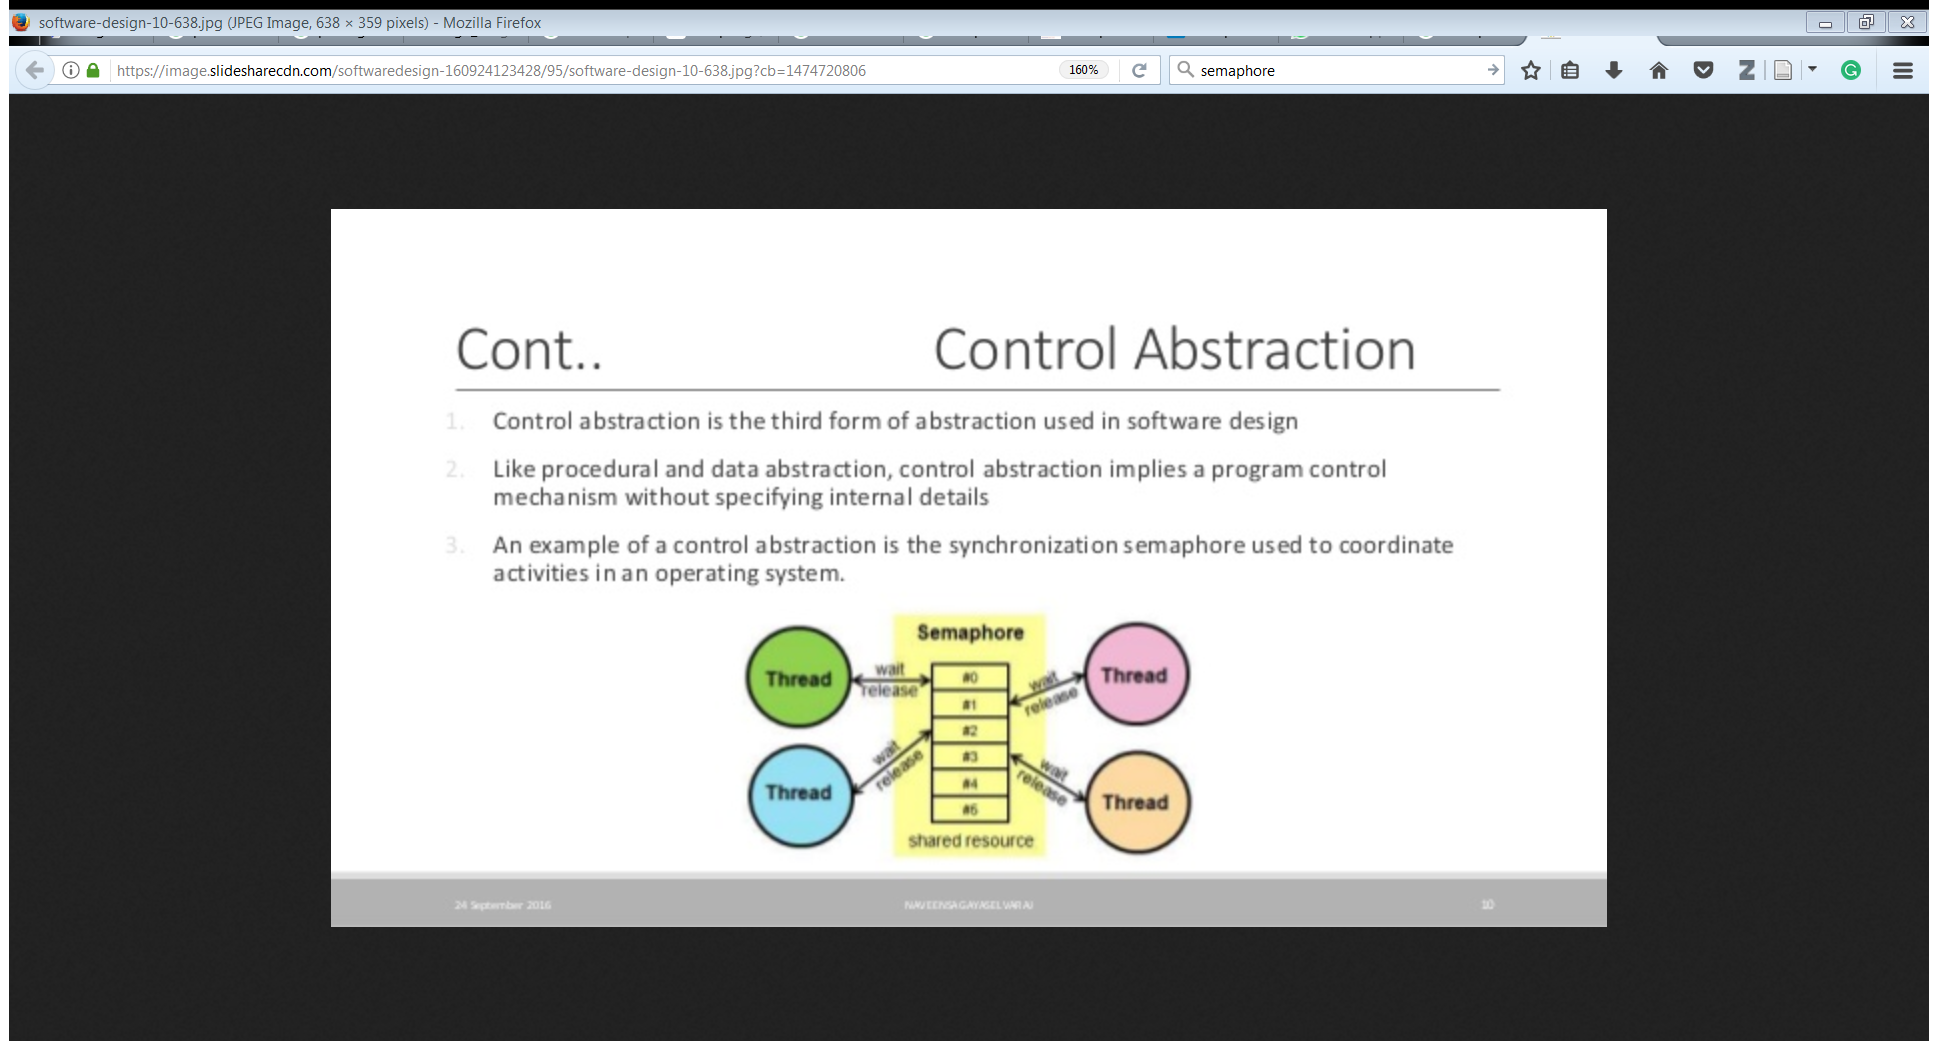 software-design-10-638.jpg (JPEG Image, 638 × 359 pixels) - Mozilla Firefox
https://image.slidesharecdn.com/softwaredesign-160924123428/95/software-design-10-638.jpg?cb=1474720806
160%
semaphore
Z
G
Cont..
Control Abstraction
1. Control abstraction is the third form of abstraction used in software design
2. Like procedural and data abstraction, control abstraction implies a program control
mechanism without specifying internal details
3. An example of a control abstraction is the synchronization semaphore used to coordinate
activities in an operating system.
Semaphore
Thread
wait
release
#0
#1
#2
#3
#4
wait
release
Thread
Thread
wait
release
wait
release
Thread
shared resource
24 September 2016
10